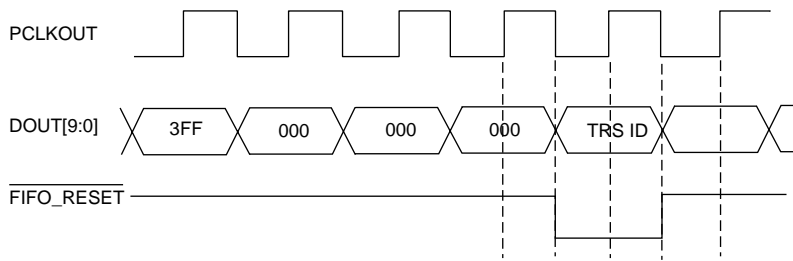 PCLKOUT
DOUT[9:0] 3FF 000 000 000 TRS ID
FIFO_RESET